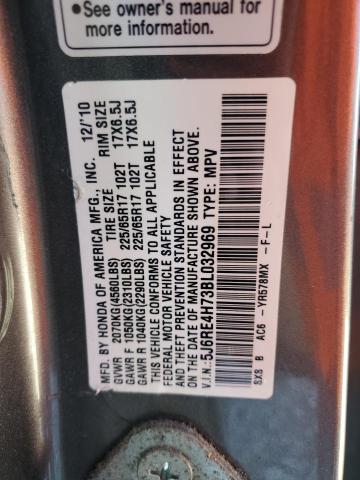 ●See owner's manual for
more information.
MFD. BY HONDA OF AMERICA MFG., INC. 12/'10
TIRE SIZE RIM SIZE
GVWR 2070KG(4560LBS)
GAWR F 1050KG(2310LBS) 225/65R17 102T 17X6.5J
GAWR R 1040KG(2290LBS) 225/65R17 102T 17X6.5J
THIS VEHICLE CONFORMS TO ALL APPLICABLE
FEDERAL MOTOR VEHICLE SAFETY
AND THEFT PREVENTION STANDARDS IN EFFECT
ON THE DATE OF MANUFACTURE SHOWN ABOVE.
V.I.N.: 5J6RE4H73BL032969 TYPE: MPV
SX8 B AC6 -YR578MX -F-L